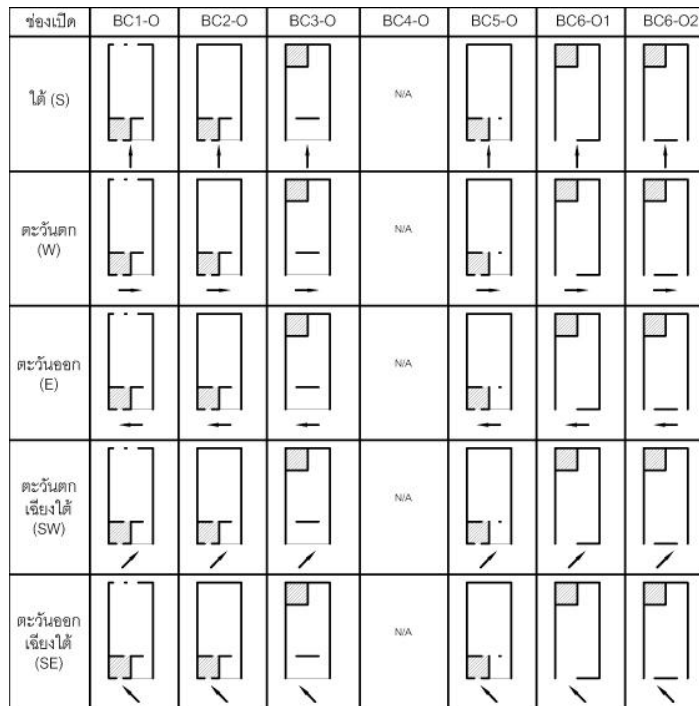 ช่องเปิด BC1-O BC2-O BC3-O BC4-O BC5-O BC6-O1 BC6-O2
ใต้ (S) N/A
ตะวันตก
(W) N/A
ตะวันออก
(E) N/A
ตะวันตก
เฉียงใต้
(SW) N/A
ตะวันออก
เฉียงใต้
(SE) N/A